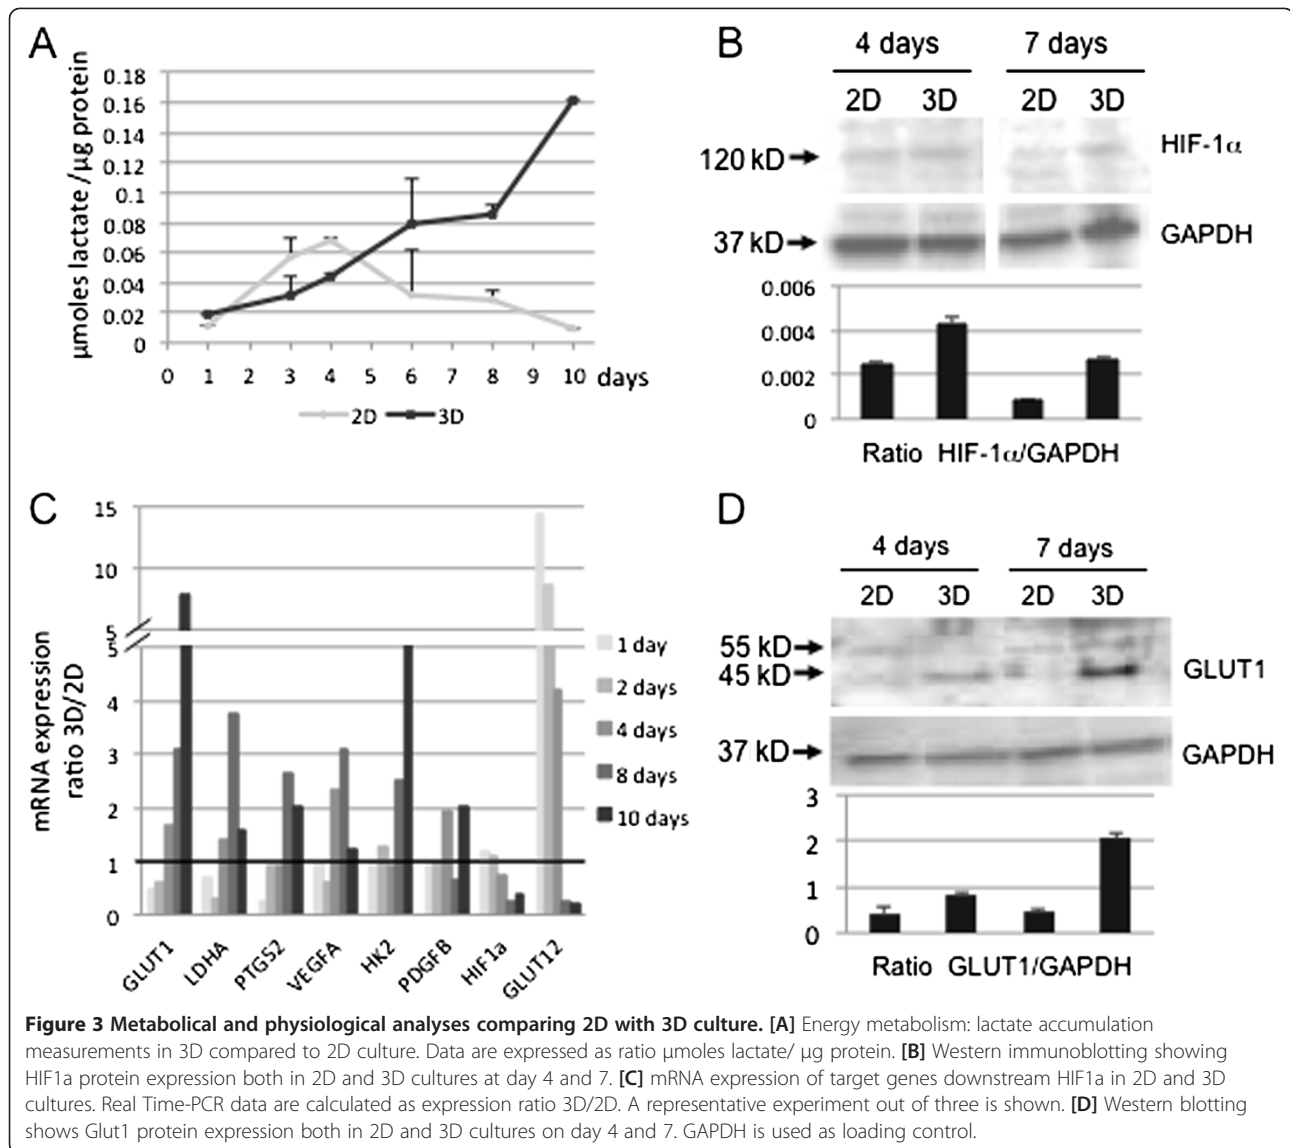 A
µmoles lactate /µg protein
0.18
0.16
0.14
0.12
0.1
0.08
0.06
0.04
0.02
0
0 1 2 3 4 5 6 7 8 9 10 days
2D 3D
B
4 days 7 days
2D 3D 2D 3D
120 kD
HIF-1α
37 kD
GAPDH
0.006
0.004
0.002
0
Ratio HIF-1α/GAPDH
C
mRNA expression
ratio 3D/2D
15
10
5
5
4
3
2
1
0
GLUT1 LDHA PTGS2 VEGFA HK2 PDGFB HIF1a GLUT12
1 day
2 days
4 days
8 days
10 days
D
4 days 7 days
2D 3D 2D 3D
55 kD
45 kD
GLUT1
37 kD
GAPDH
3
2
1
0
Ratio GLUT1/GAPDH
Figure 3 Metabolical and physiological analyses comparing 2D with 3D culture. [A] Energy metabolism: lactate accumulation
measurements in 3D compared to 2D culture. Data are expressed as ratio µmoles lactate/ µg protein. [B] Western immunoblotting showing
HIF1a protein expression both in 2D and 3D cultures at day 4 and 7. [C] mRNA expression of target genes downstream HIF1a in 2D and 3D
cultures. Real Time-PCR data are calculated as expression ratio 3D/2D. A representative experiment out of three is shown. [D] Western blotting
shows Glut1 protein expression both in 2D and 3D cultures on day 4 and 7. GAPDH is used as loading control.